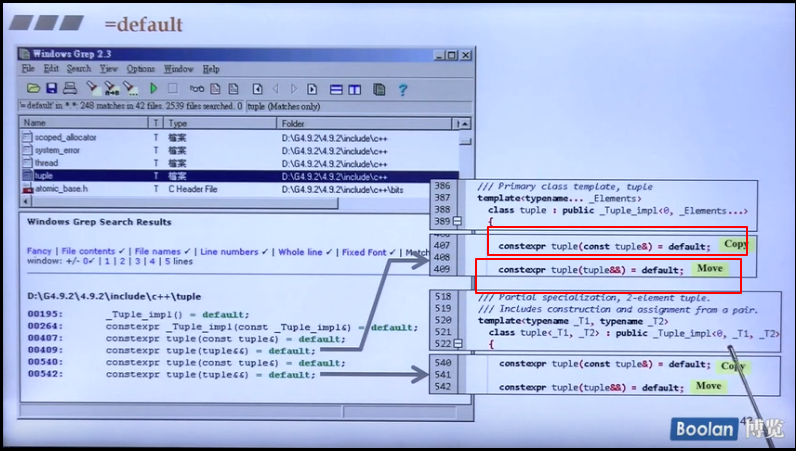 =default
Windows Grep 2.3
File Edit Search View Options Window Help
'=default' in *.*: 248 matches in 42 files. 2539 files searched. 0 tuple (Matches only)
Name T Type Folder
scoped_allocator T 檔案 D:\G4.9.2\4.9.2\include\c++
system_error T 檔案 D:\G4.9.2\4.9.2\include\c++
thread T 檔案 D:\G4.9.2\4.9.2\include\c++
tuple T 檔案 D:\G4.9.2\4.9.2\include\c++
atomic_base.h T C Header File D:\G4.9.2\4.9.2\include\c++\bits
Windows Grep Search Results
Fancy | File contents ✓ | File names ✓ | Line numbers ✓ | Whole line ✓ | Fixed Font ✓ | Match
window: +/- 0✓ | 1 | 2 | 3 | 4 | 5 lines
D:\G4.9.2\4.9.2\include\c++\tuple
00195: _Tuple_impl() = default;
00264: constexpr _Tuple_impl(const _Tuple_impl&) = default;
00407: constexpr tuple(const tuple&) = default;
00409: constexpr tuple(tuple&&) = default;
00540: constexpr tuple(const tuple&) = default;
00542: constexpr tuple(tuple&&) = default;
386 /// Primary class template, tuple
387 template<typename... _Elements>
388 class tuple : public _Tuple_impl<0, _Elements...>
389 {
407 constexpr tuple(const tuple&) = default; Copy
408
409 constexpr tuple(tuple&&) = default; Move
518 /// Partial specialization, 2-element tuple.
519 /// Includes construction and assignment from a pair.
520 template<typename _T1, typename _T2>
521 class tuple<_T1, _T2> : public _Tuple_impl<0, _T1, _T2>
522 {
540 constexpr tuple(const tuple&) = default; Copy
541
542 constexpr tuple(tuple&&) = default; Move
Boolan 博览